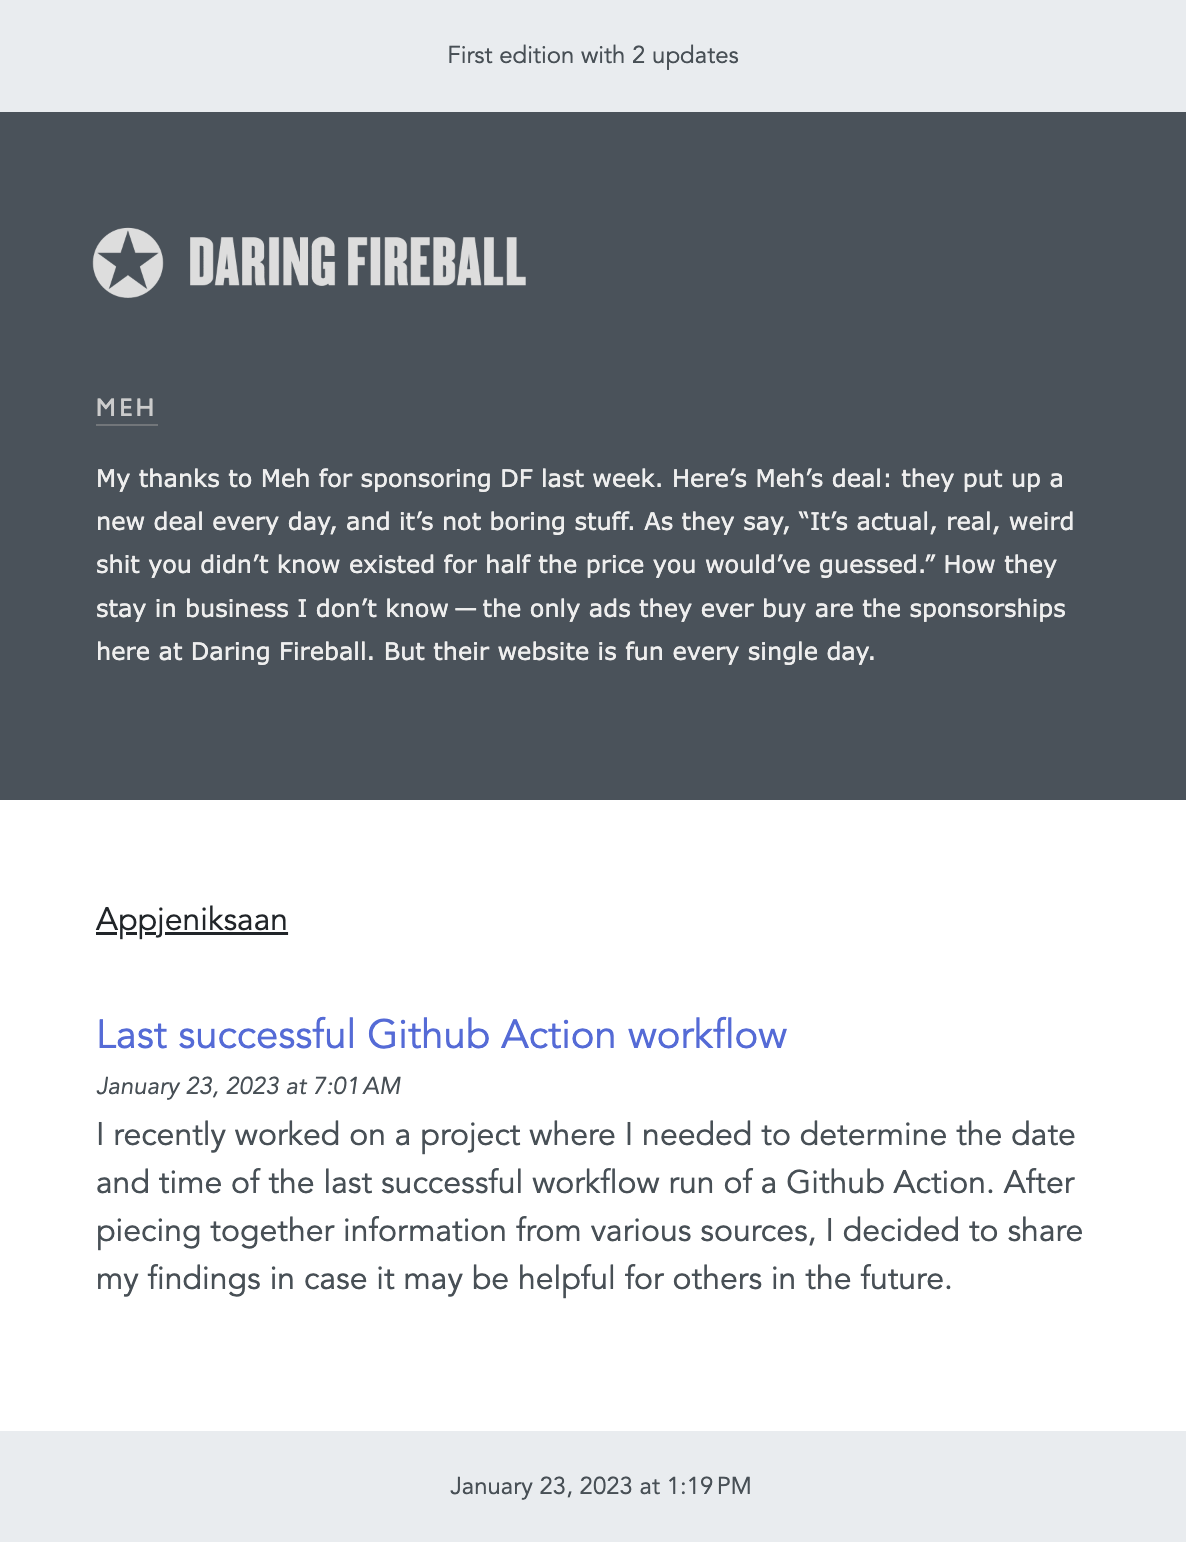 First edition with 2 updates
DARING FIREBALL
MEH
My thanks to Meh for sponsoring DF last week. Here’s Meh’s deal: they put up a
new deal every day, and it’s not boring stuff. As they say, “It’s actual, real, weird
shit you didn’t know existed for half the price you would’ve guessed.” How they
stay in business I don’t know — the only ads they ever buy are the sponsorships
here at Daring Fireball. But their website is fun every single day.
Appjeniksaan
Last successful Github Action workflow
January 23, 2023 at 7:01 AM
I recently worked on a project where I needed to determine the date
and time of the last successful workflow run of a Github Action. After
piecing together information from various sources, I decided to share
my findings in case it may be helpful for others in the future.
January 23, 2023 at 1:19 PM